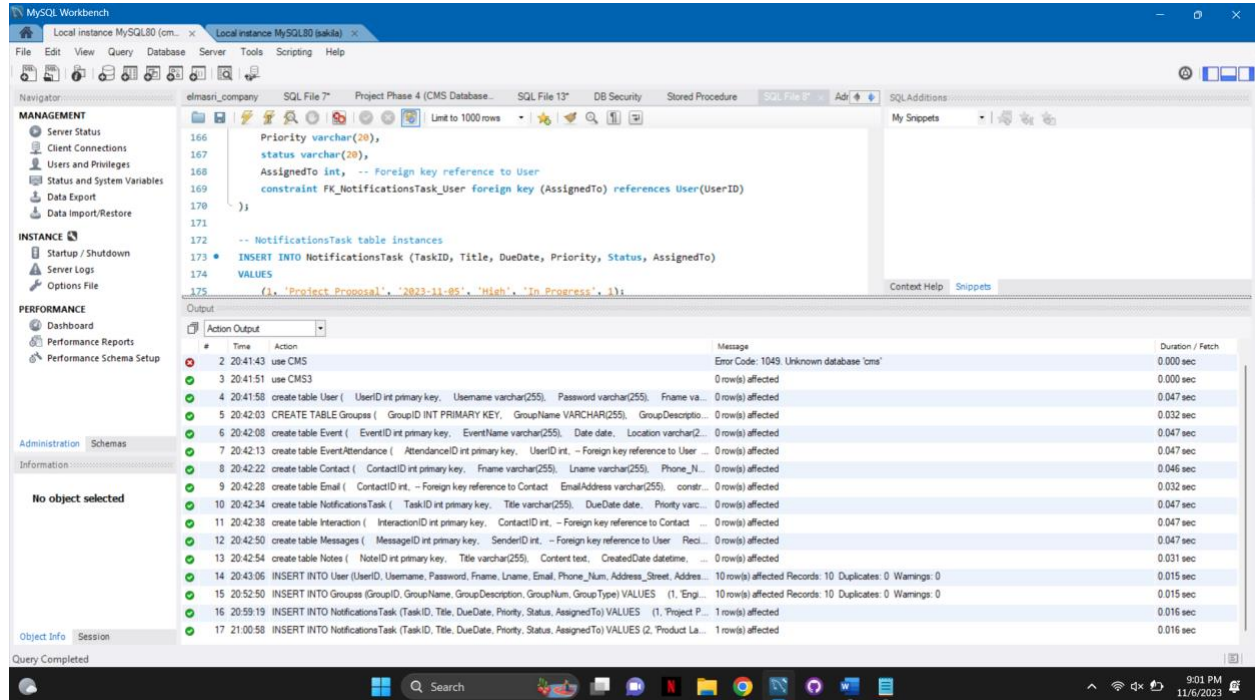 MySQL Workbench
Local instance MySQL80 (cm... × Local instance MySQL80 (sakila) ×
File Edit View Query Database Server Tools Scripting Help
Navigator
MANAGEMENT
Server Status
Client Connections
Users and Privileges
Status and System Variables
Data Export
Data Import/Restore
INSTANCE
Startup / Shutdown
Server Logs
Options File
PERFORMANCE
Dashboard
Performance Reports
Performance Schema Setup
Administration Schemas
Information
No object selected
Object Info Session
Query Completed
elmasri_company SQL File 7* Project Phase 4 (CMS Database... SQL File 13* DB Security Stored Procedure SQL File 8* × Adr
Limit to 1000 rows
166 Priority varchar(20),
167 status varchar(20),
168 AssignedTo int, -- Foreign key reference to User
169 constraint FK_NotificationsTask_User foreign key (AssignedTo) references User(UserID)
170 );
171
172 -- NotificationsTask table instances
173 INSERT INTO NotificationsTask (TaskID, Title, DueDate, Priority, Status, AssignedTo)
174 VALUES
175 (1, 'Project Proposal', '2023-11-05', 'High', 'In Progress', 1);
SQLAdditions
My Snippets
Context Help Snippets
Output
Action Output
# Time Action Message Duration / Fetch
2 20:41:43 use CMS Error Code: 1049. Unknown database 'cms' 0.000 sec
3 20:41:51 use CMS3 0 row(s) affected 0.000 sec
4 20:41:58 create table User ( UserID int primary key, Username varchar(255), Password varchar(255), Fname va... 0 row(s) affected 0.047 sec
5 20:42:03 CREATE TABLE Groupss ( GroupID INT PRIMARY KEY, GroupName VARCHAR(255), GroupDescriptio... 0 row(s) affected 0.032 sec
6 20:42:08 create table Event ( EventID int primary key, EventName varchar(255), Date date, Location varchar(2... 0 row(s) affected 0.047 sec
7 20:42:13 create table EventAttendance ( AttendanceID int primary key, UserID int, -- Foreign key reference to User ... 0 row(s) affected 0.047 sec
8 20:42:22 create table Contact ( ContactID int primary key, Fname varchar(255), Lname varchar(255), Phone_N... 0 row(s) affected 0.046 sec
9 20:42:28 create table Email ( ContactID int, -- Foreign key reference to Contact EmailAddress varchar(255), constr... 0 row(s) affected 0.032 sec
10 20:42:34 create table NotificationsTask ( TaskID int primary key, Title varchar(255), DueDate date, Priority varc... 0 row(s) affected 0.047 sec
11 20:42:38 create table Interaction ( InteractionID int primary key, ContactID int, -- Foreign key reference to Contact ... 0 row(s) affected 0.047 sec
12 20:42:50 create table Messages ( MessageID int primary key, SenderID int, -- Foreign key reference to User Reci... 0 row(s) affected 0.047 sec
13 20:42:54 create table Notes ( NoteID int primary key, Title varchar(255), Content text, CreatedDate datetime, ... 0 row(s) affected 0.031 sec
14 20:43:06 INSERT INTO User (UserID, Username, Password, Fname, Lname, Email, Phone_Num, Address_Street, Addres... 10 row(s) affected Records: 10 Duplicates: 0 Warnings: 0 0.015 sec
15 20:52:50 INSERT INTO Groupss (GroupID, GroupName, GroupDescription, GroupNum, GroupType) VALUES (1, 'Engi... 10 row(s) affected Records: 10 Duplicates: 0 Warnings: 0 0.015 sec
16 20:59:19 INSERT INTO NotificationsTask (TaskID, Title, DueDate, Priority, Status, AssignedTo) VALUES (1, 'Project P... 1 row(s) affected 0.016 sec
17 21:00:58 INSERT INTO NotificationsTask (TaskID, Title, DueDate, Priority, Status, AssignedTo) VALUES (2, 'Product La... 1 row(s) affected 0.016 sec
Search
9:01 PM
11/6/2023